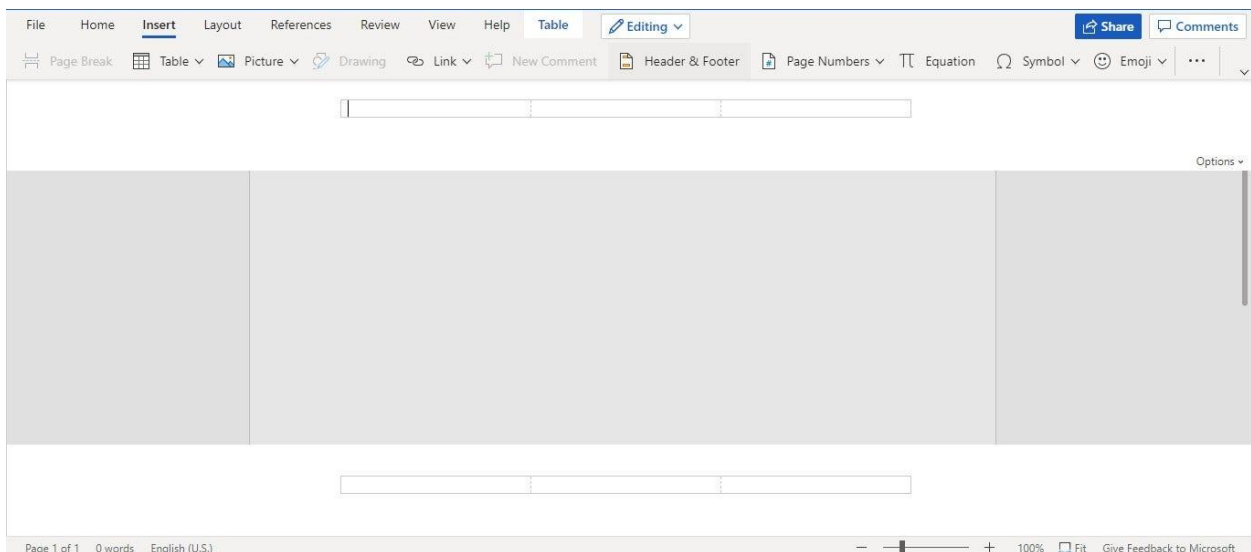 File Home Insert Layout References Review View Help Table Editing Share Comments
Page Break Table Picture Drawing Link New Comment Header & Footer # Page Numbers Equation Symbol Emoji ...
Options
Page 1 of 1 0 words English (U.S.) 100% Fit Give Feedback to Microsoft